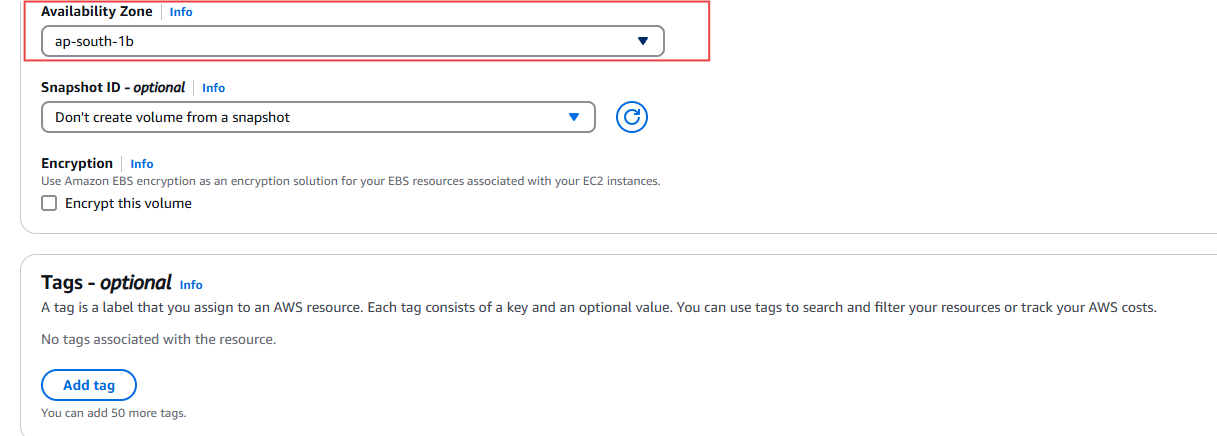 Availability Zone Info
ap-south-1b
Snapshot ID - optional Info
Don't create volume from a snapshot
Encryption Info
Use Amazon EBS encryption as an encryption solution for your EBS resources associated with your EC2 instances.
Encrypt this volume
Tags - optional Info
A tag is a label that you assign to an AWS resource. Each tag consists of a key and an optional value. You can use tags to search and filter your resources or track your AWS costs.
No tags associated with the resource.
Add tag
You can add 50 more tags.